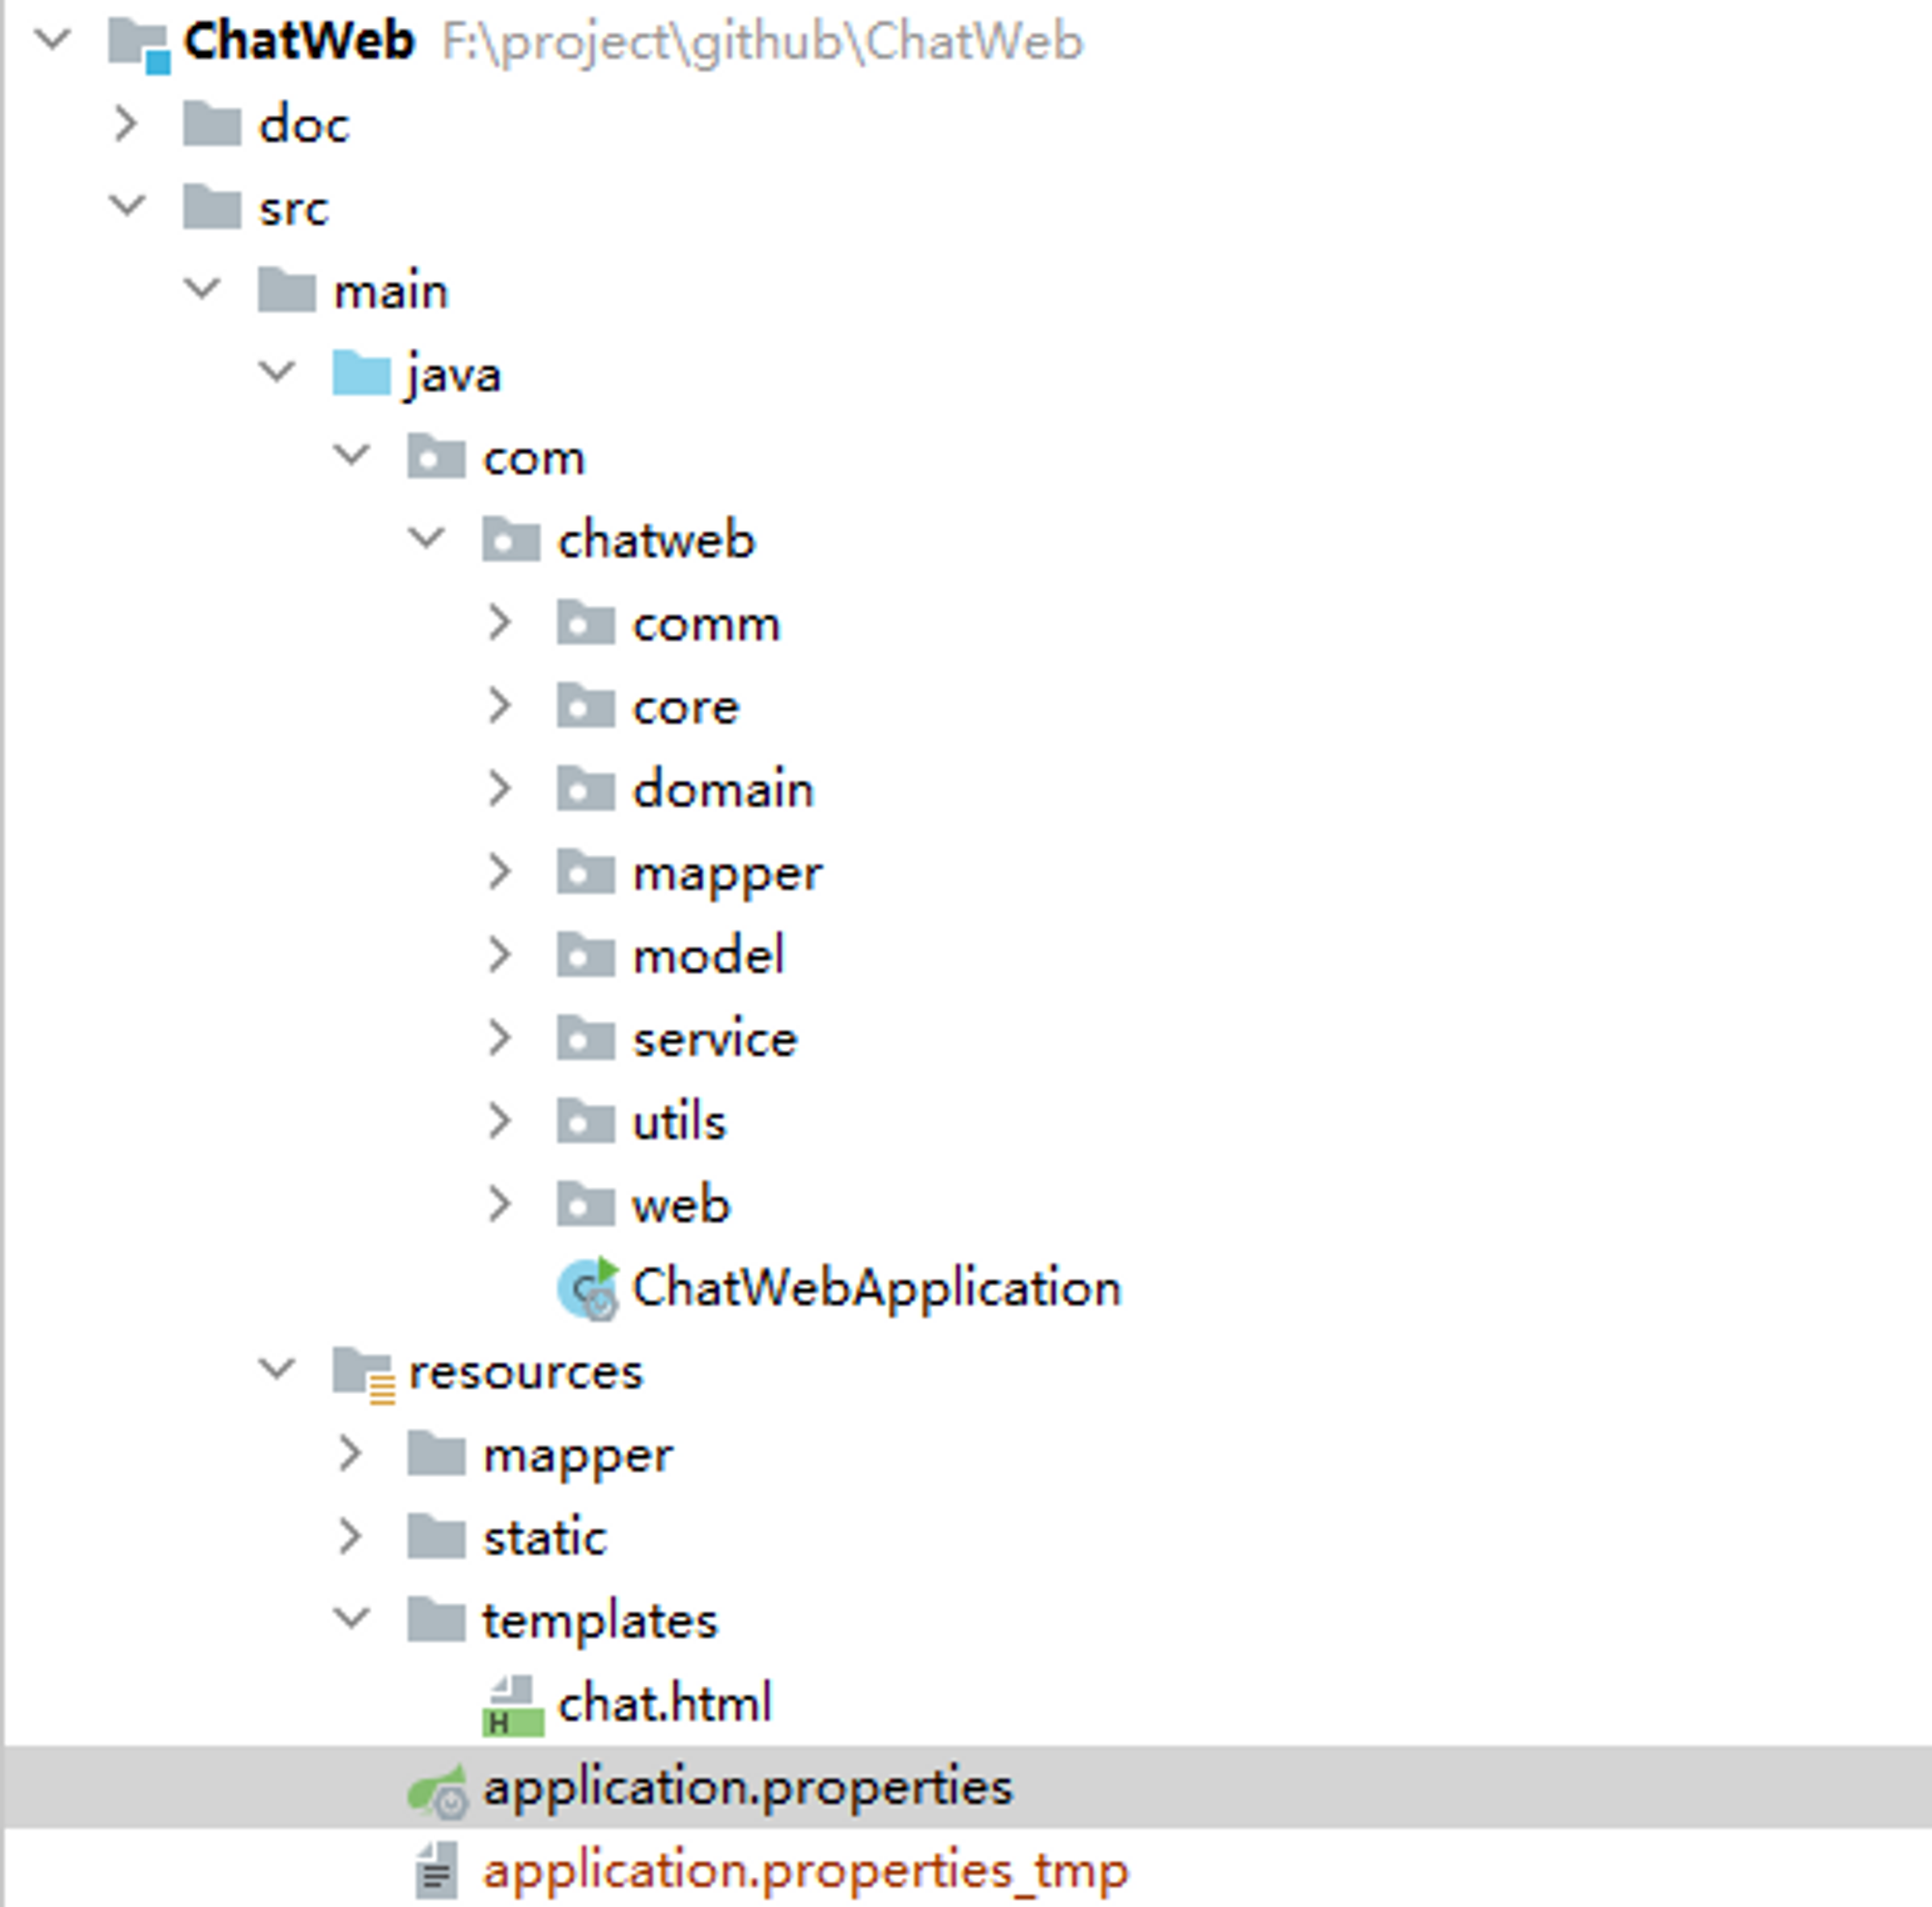 ChatWeb F:\project\github\ChatWeb
doc
src
main
java
com
chatweb
comm
core
domain
mapper
model
service
utils
web
ChatWebApplication
resources
mapper
static
templates
chat.html
application.properties
application.properties_tmp